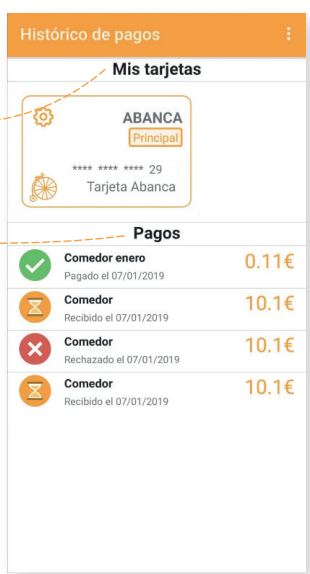 Histórico de pagos
Mis tarjetas
ABANCA
Principal
**** **** **** 29
Tarjeta Abanca
Pagos
Comedor enero
0.11€
Pagado el 07/01/2019
Comedor
10.1€
Recibido el 07/01/2019
Comedor
10.1€
Rechazado el 07/01/2019
Comedor
10.1€
Recibido el 07/01/2019